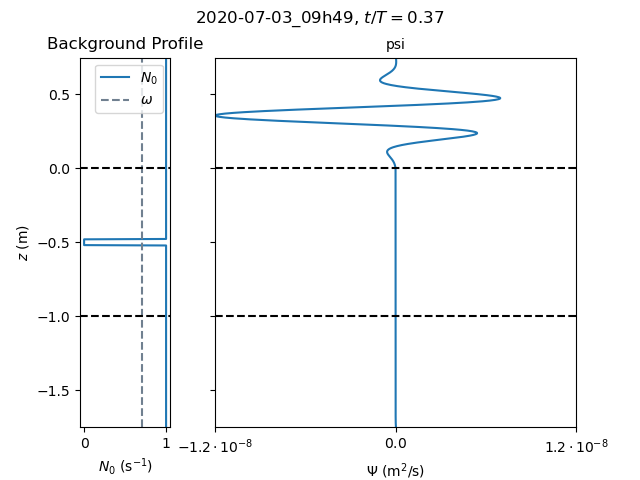 2020-07-03_09h49, t/T = 0.37
Background Profile
psi
N₀
ω
0.5
0.0
−0.5
−1.0
−1.5
z (m)
0
1
N₀ (s⁻¹)
−1.2·10⁻⁸
0.0
1.2·10⁻⁸
Ψ (m²/s)